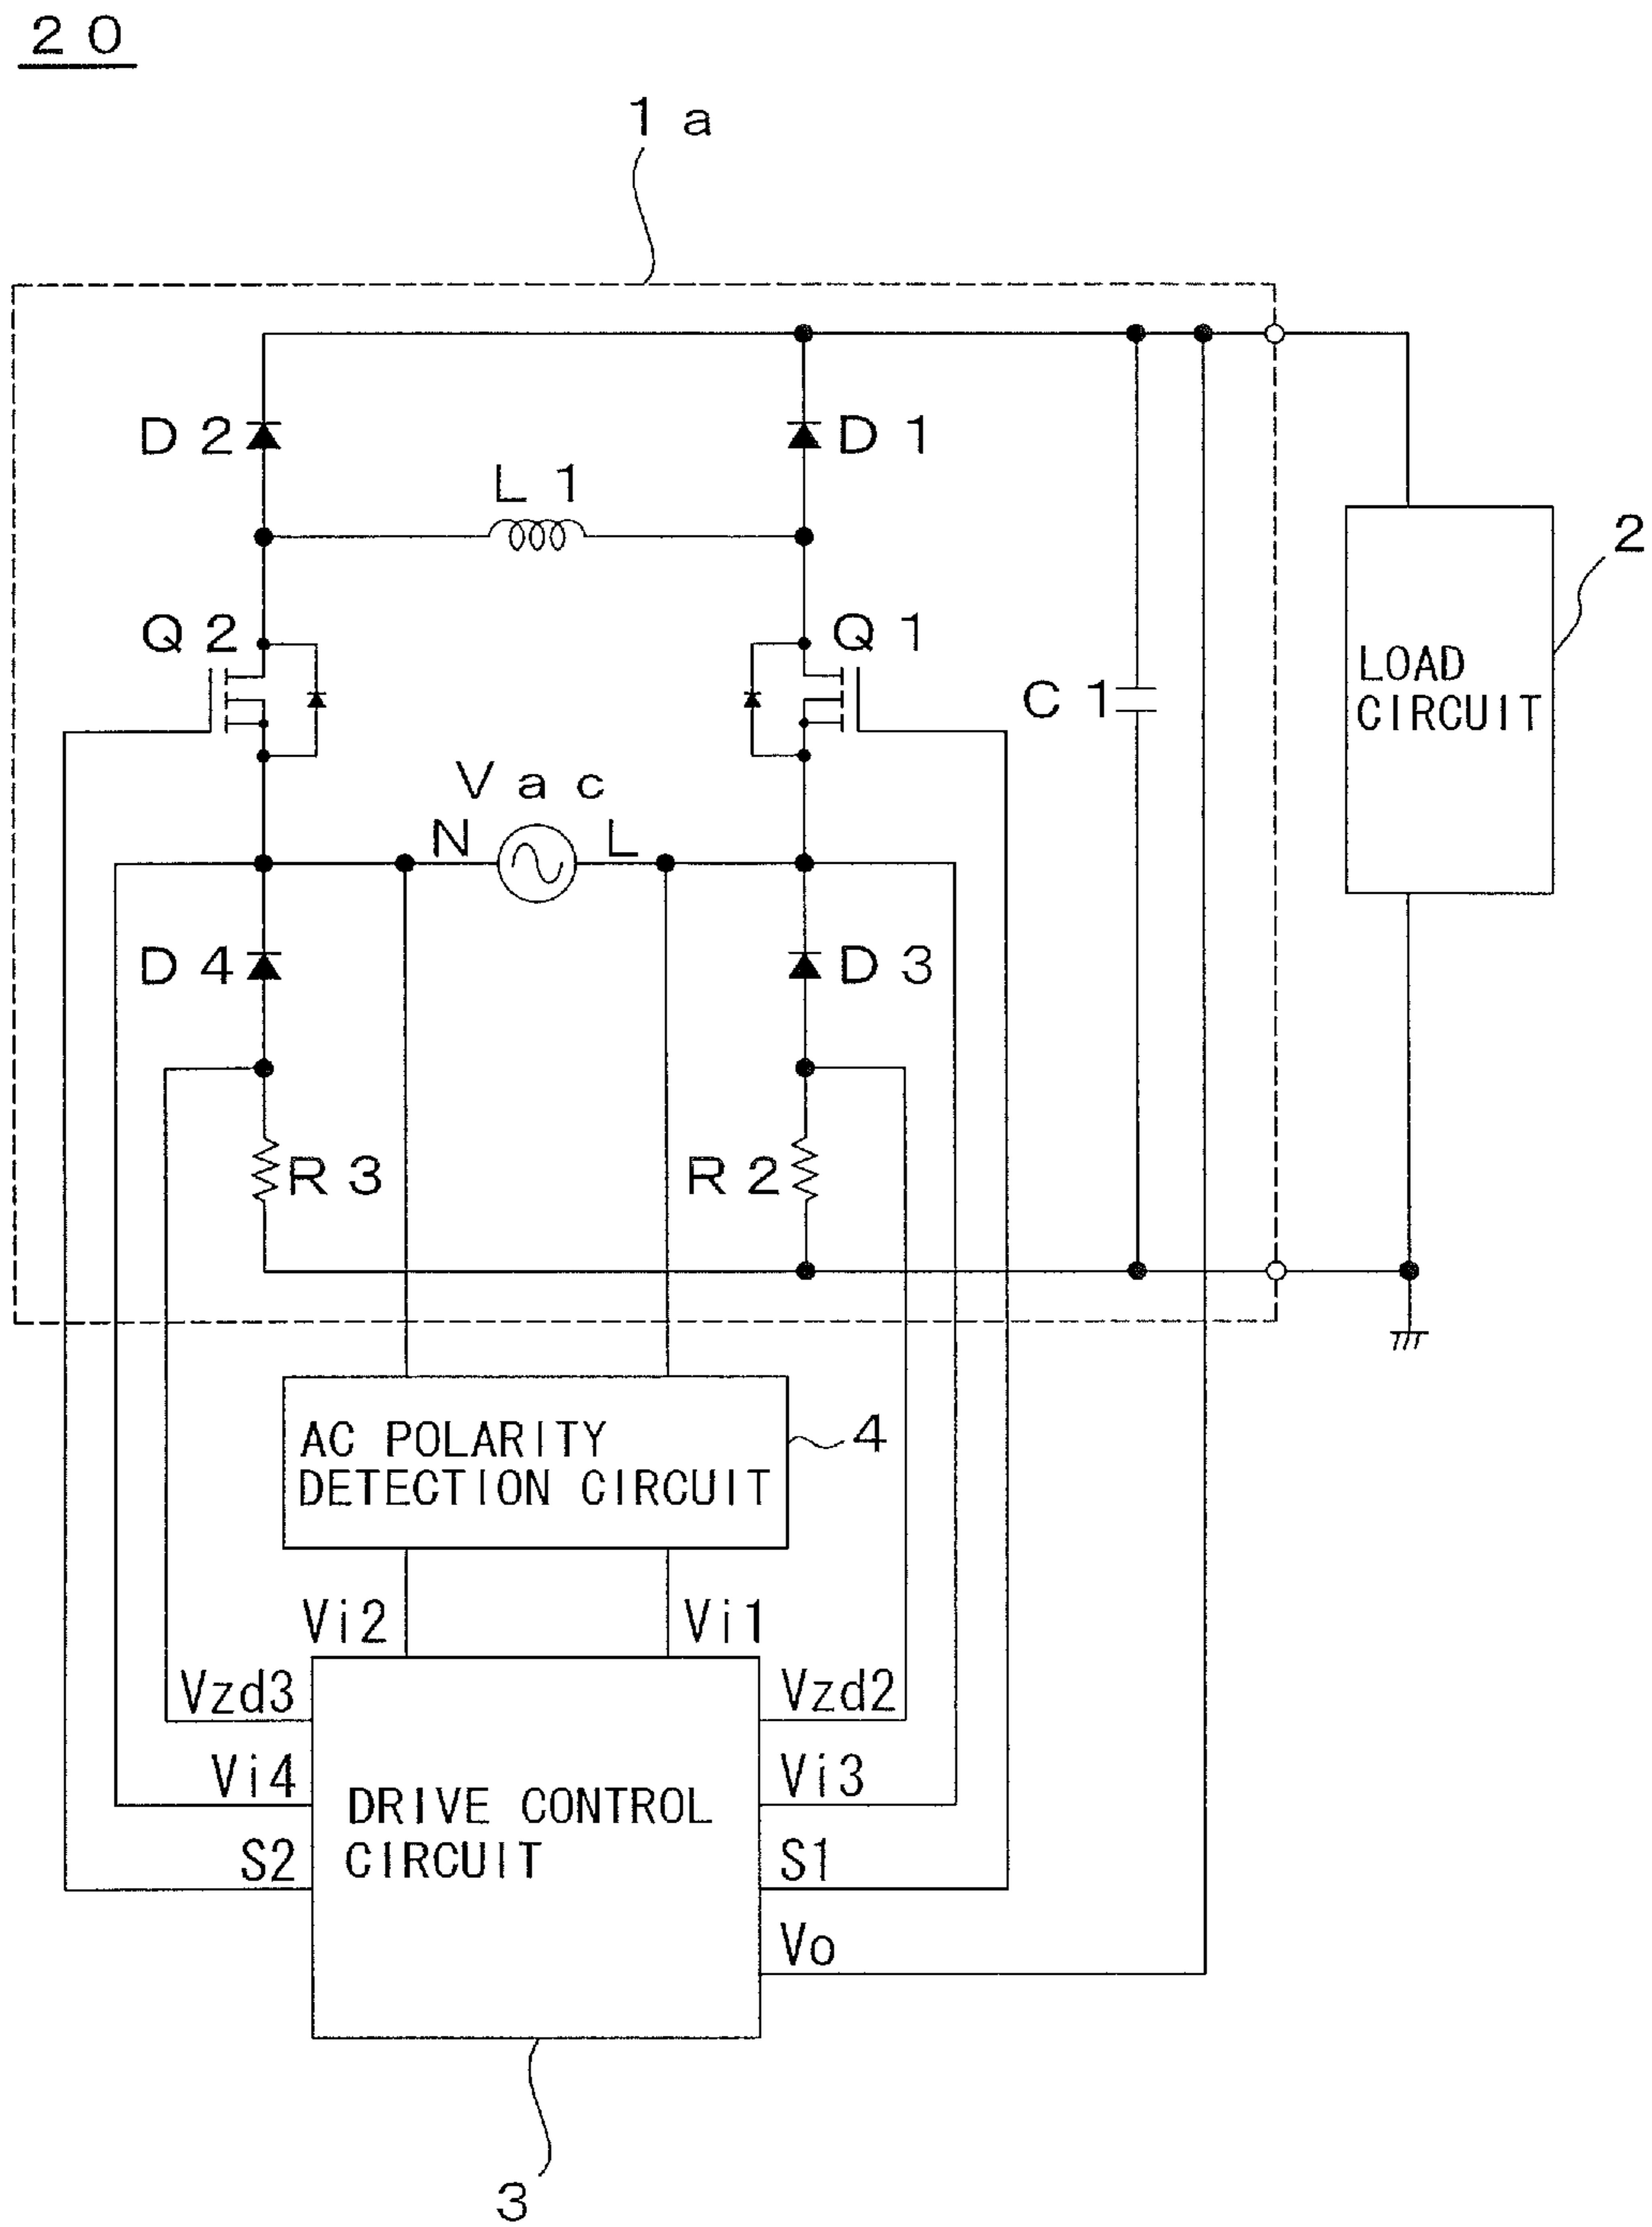 20
1a
D2
D1
L1
Q2
Q1
C1
LOAD
CIRCUIT
2
Vac
N
L
D4
D3
R3
R2
AC POLARITY
DETECTION CIRCUIT
4
Vi2
Vi1
Vzd3
Vzd2
Vi4
Vi3
DRIVE CONTROL
CIRCUIT
S2
S1
Vo
3